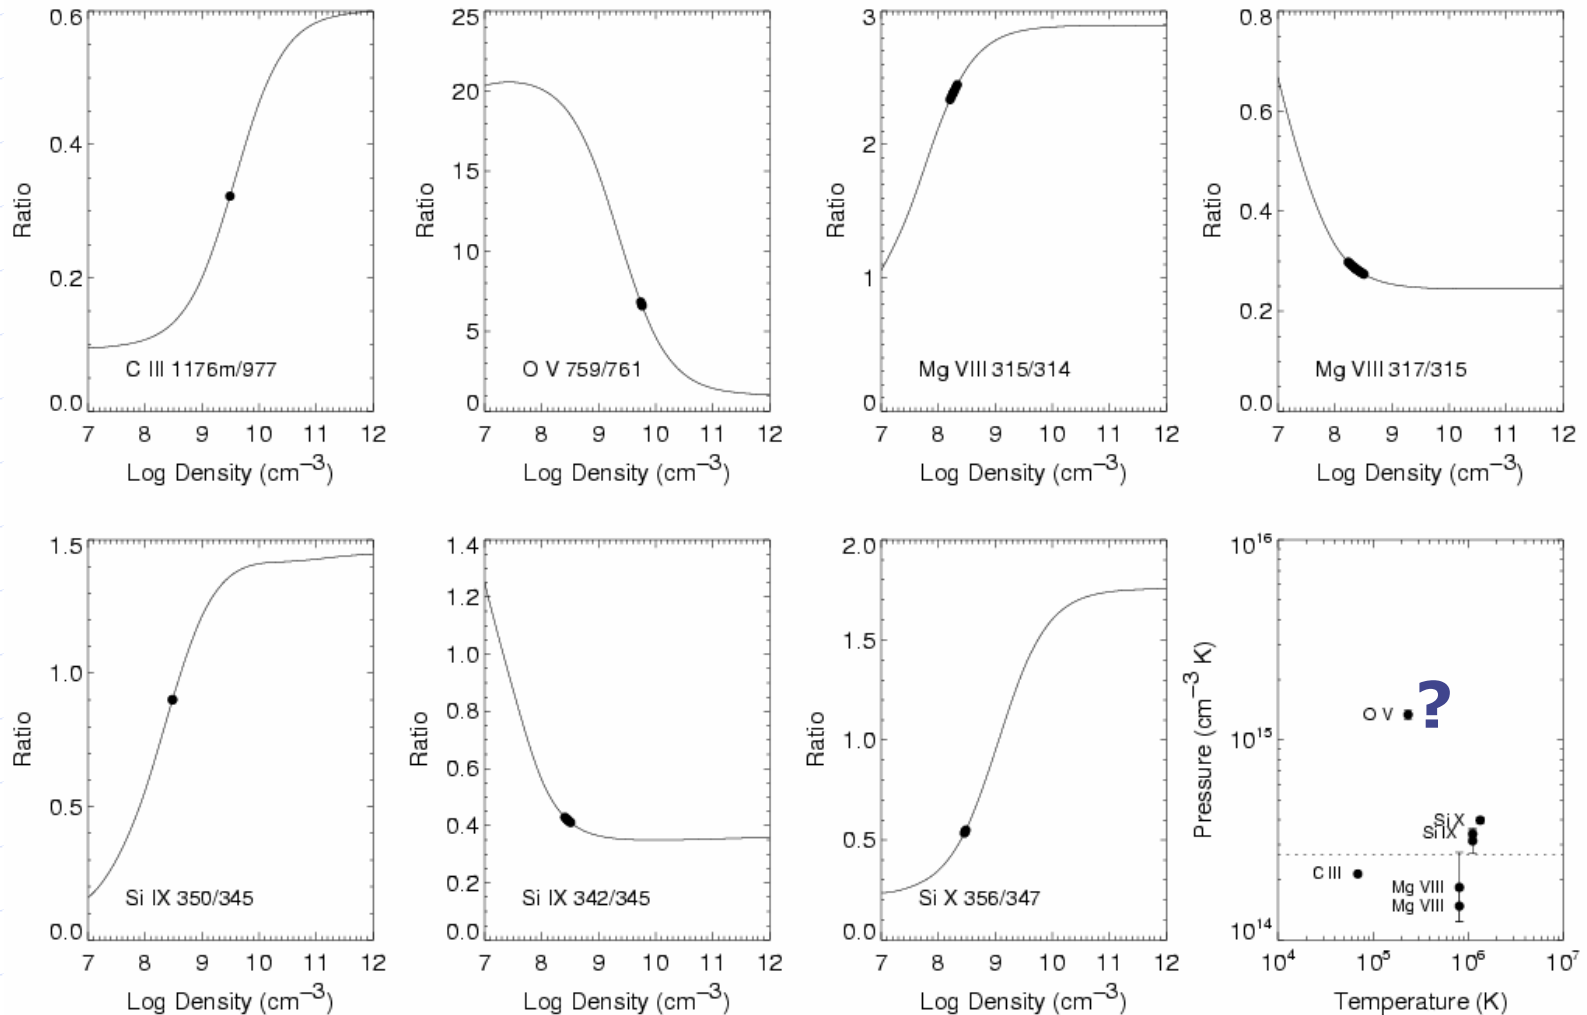 0.6
0.4
0.2
0.0
Ratio
C III 1176m/977
7 8 9 10 11 12
Log Density (cm⁻³)
25
20
15
10
5
0
Ratio
O V 759/761
7 8 9 10 11 12
Log Density (cm⁻³)
3
2
1
0
Ratio
Mg VIII 315/314
7 8 9 10 11 12
Log Density (cm⁻³)
0.8
0.6
0.4
0.2
0.0
Ratio
Mg VIII 317/315
7 8 9 10 11 12
Log Density (cm⁻³)
1.5
1.0
0.5
0.0
Ratio
Si IX 350/345
7 8 9 10 11 12
Log Density (cm⁻³)
1.4
1.2
1.0
0.8
0.6
0.4
0.2
0.0
Ratio
Si IX 342/345
7 8 9 10 11 12
Log Density (cm⁻³)
2.0
1.5
1.0
0.5
0.0
Ratio
Si X 356/347
7 8 9 10 11 12
Log Density (cm⁻³)
10¹⁶
10¹⁵
10¹⁴
Pressure (cm⁻³ K)
O V
?
Si X
Si IX
C III
Mg VIII
Mg VIII
10⁴ 10⁵ 10⁶ 10⁷
Temperature (K)